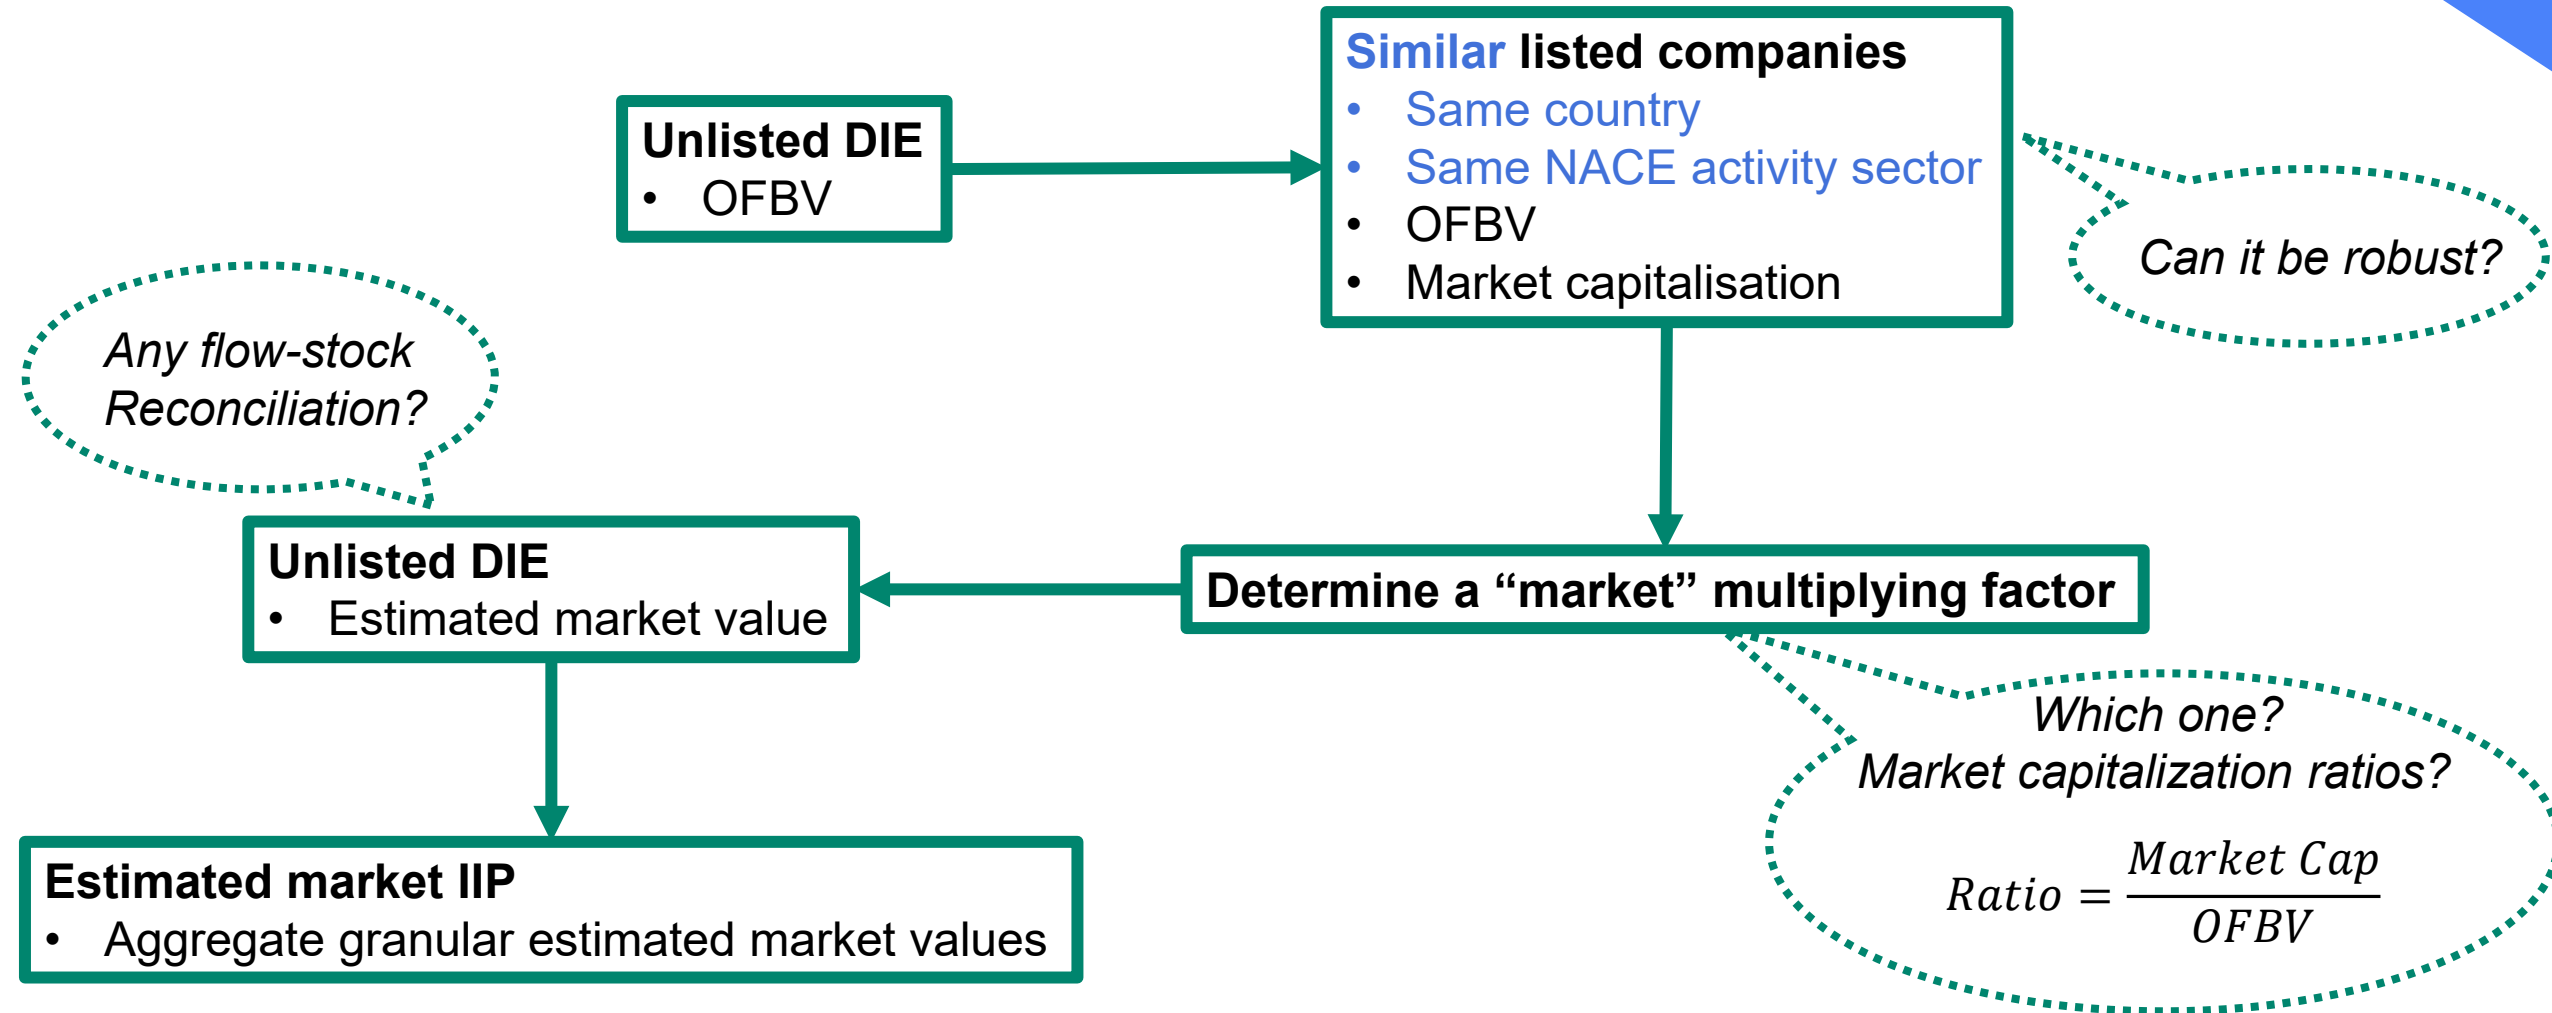 Unlisted DIE
• OFBV
Similar listed companies
• Same country
• Same NACE activity sector
• OFBV
• Market capitalisation
Can it be robust?
Determine a “market” multiplying factor
Which one?
Market capitalization ratios?
Ratio = Market Cap / OFBV
Any flow-stock
Reconciliation?
Unlisted DIE
• Estimated market value
Estimated market IIP
• Aggregate granular estimated market values